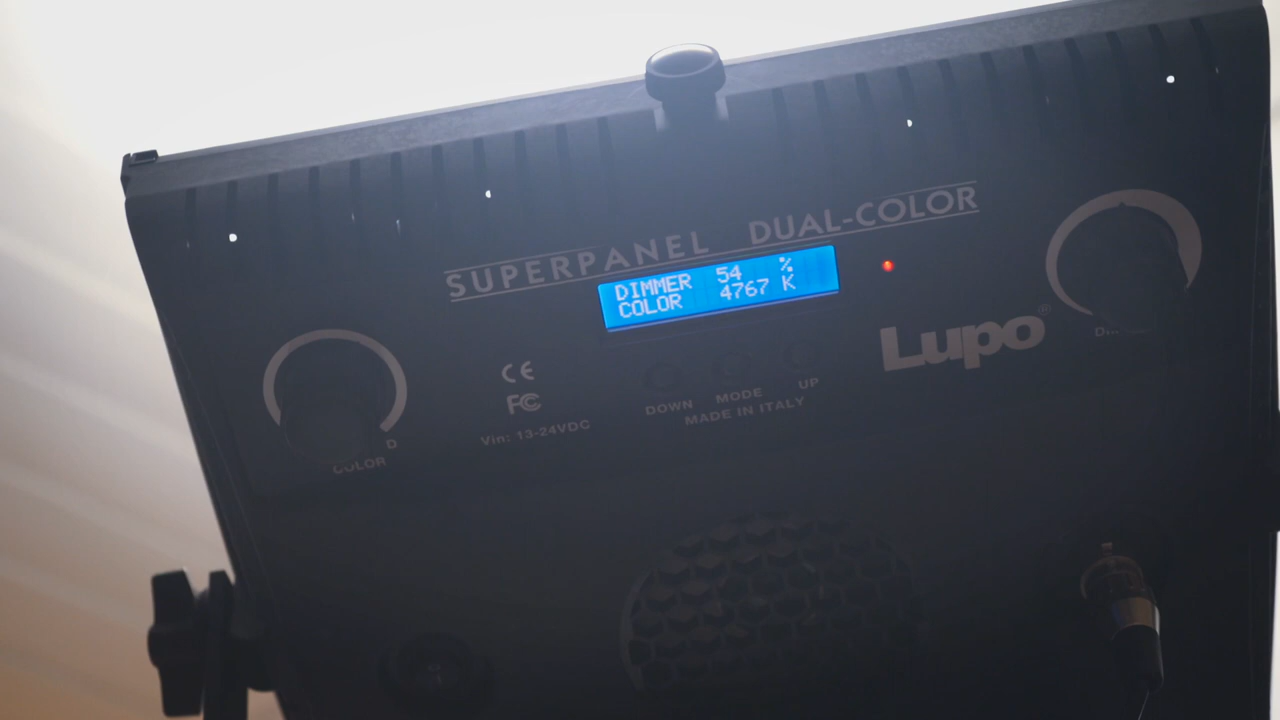 SUPERPANEL DUAL-COLOR
DIMMER 54 %
COLOR 4767 K
Lupo®
CE
FC
Vin: 13-24VDC
DOWN MODE UP
MADE IN ITALY
COLOR